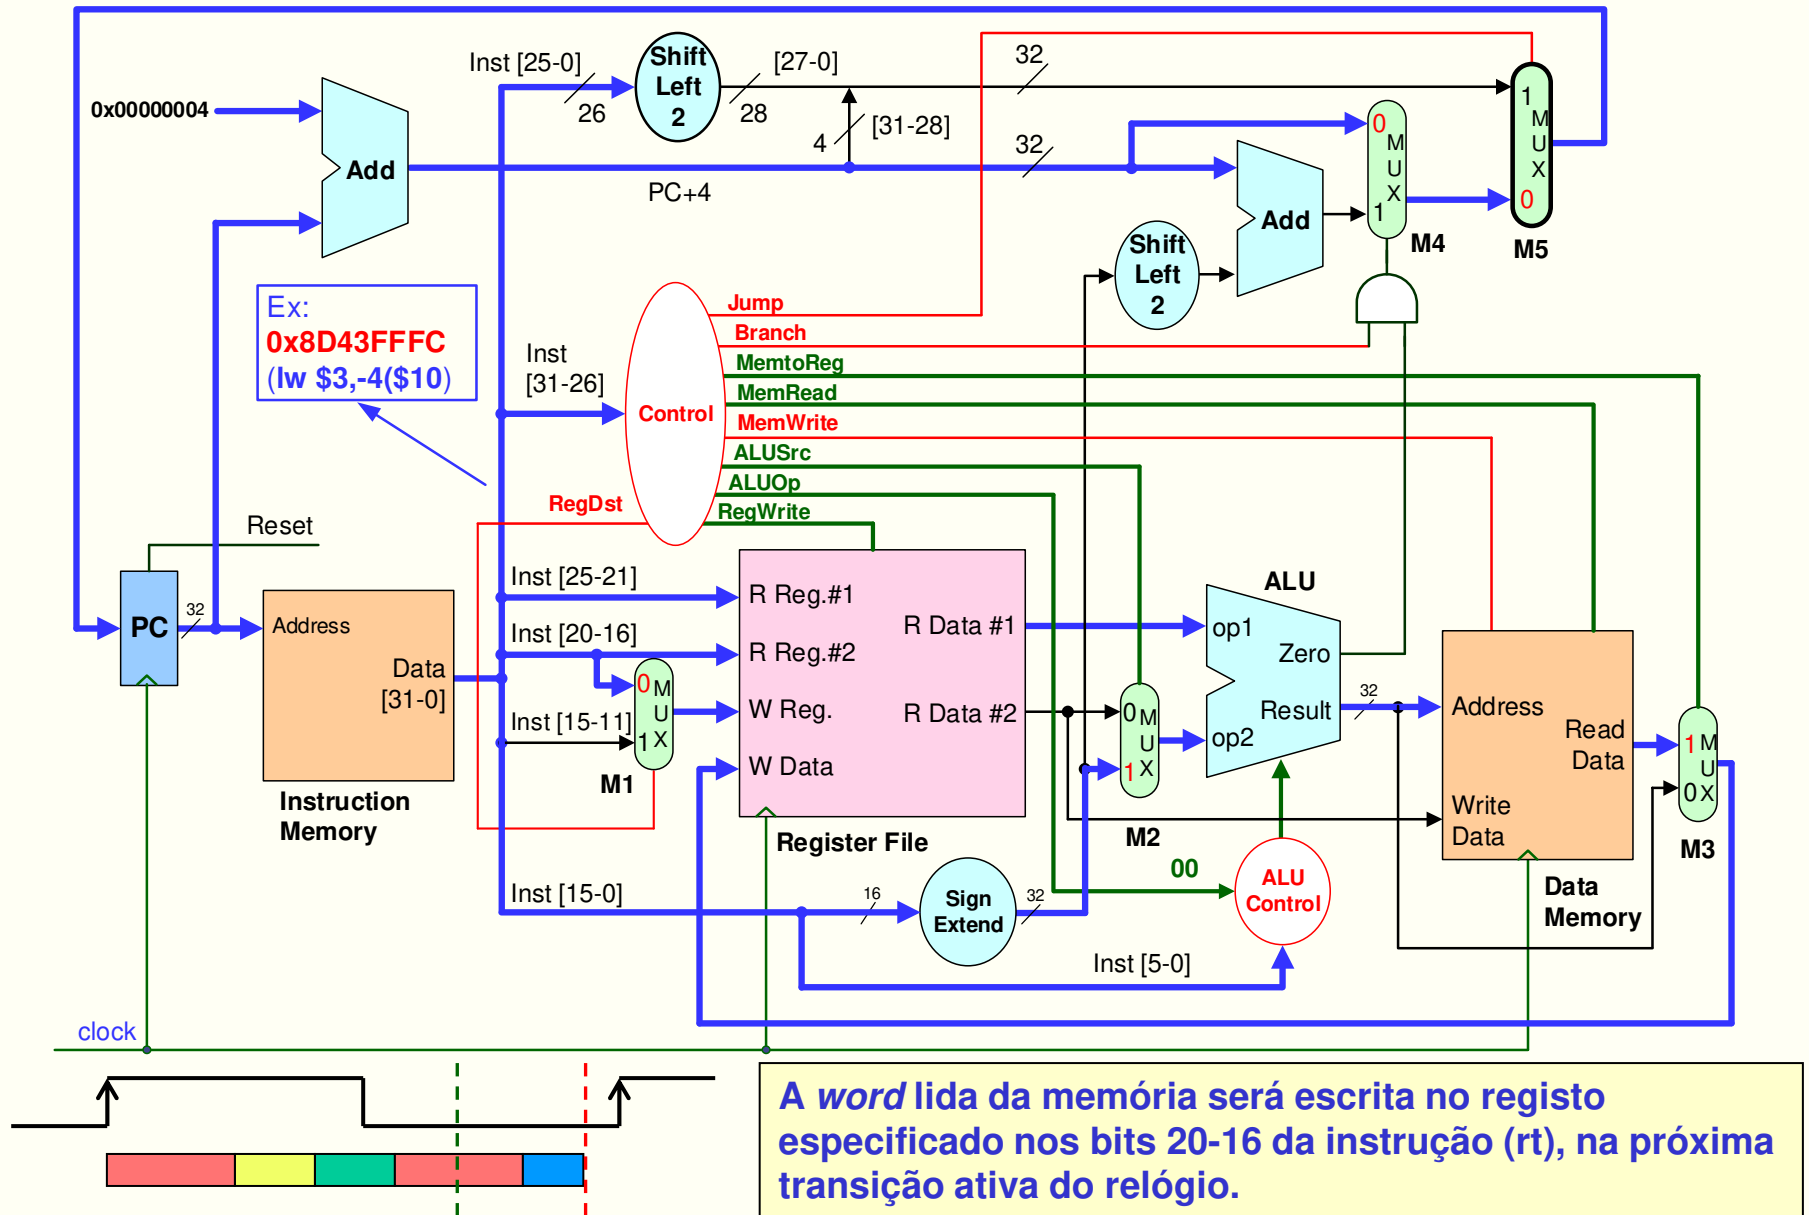 Inst [25-0]
26
Shift
Left
2
[27-0]
28
32
0x00000004
Add
4
[31-28]
PC+4
32
0
M
U
X
1
M4
1
M
U
X
0
M5
Add
Shift
Left
2
Ex:
0x8D43FFFC
(lw $3,-4($10)
Inst
[31-26]
Control
Jump
Branch
MemtoReg
MemRead
MemWrite
ALUSrc
ALUOp
RegWrite
RegDst
Reset
PC
32
Address
Data
[31-0]
Instruction
Memory
Inst [25-21]
Inst [20-16]
Inst [15-11]
0
M
U
1
X
M1
R Reg.#1
R Reg.#2
W Reg.
W Data
R Data #1
R Data #2
Register File
0
M
U
1
X
M2
ALU
op1
op2
Zero
Result
32
Address
Read
Data
Write
Data
Data
Memory
1
M
U
0
X
M3
00
ALU
Control
Inst [15-0]
16
Sign
Extend
32
Inst [5-0]
clock
A word lida da memória será escrita no registo
especificado nos bits 20-16 da instrução (rt), na próxima
transição ativa do relógio.